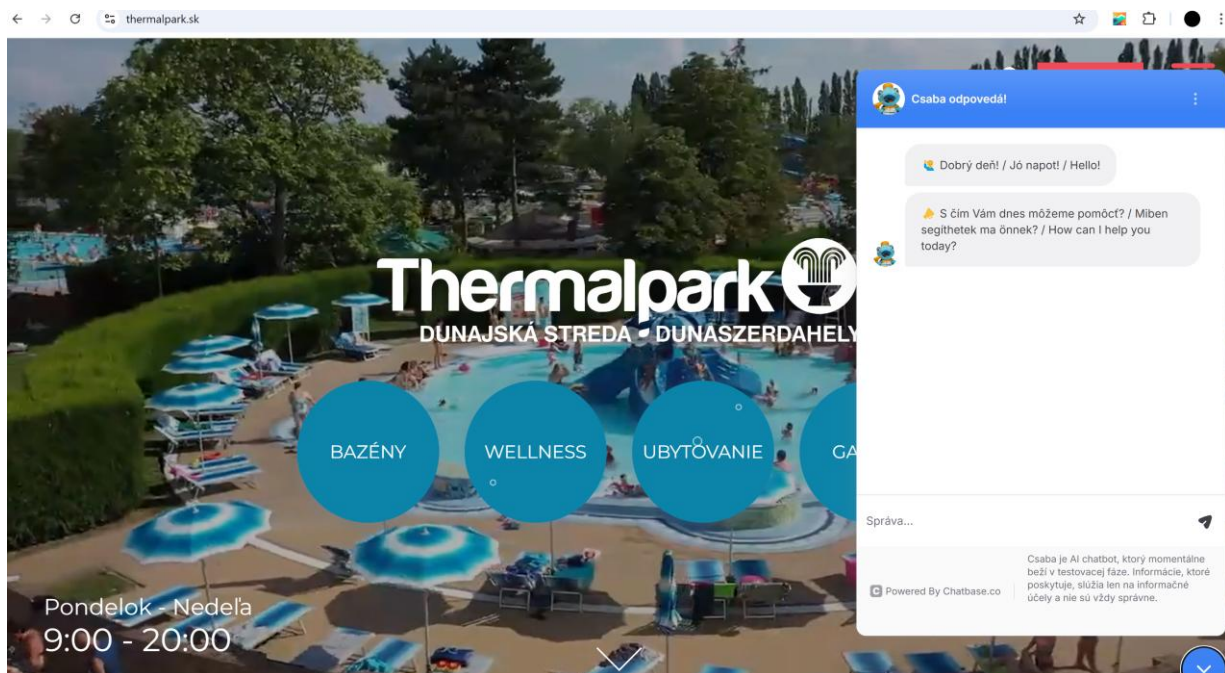 thermalpark.sk
Csaba odpovedá!
Dobrý deň! / Jó napot! / Hello!
S čím Vám dnes môžeme pomôcť? / Miben
segíthetek ma önnek? / How can I help you
today?
Thermalpark
DUNAJSKÁ STREDA - DUNASZERDAHELY
BAZÉNY
WELLNESS
UBYTOVANIE
GA
Pondelok - Nedeľa
9:00 - 20:00
Správa...
Powered By Chatbase.co
Csaba je AI chatbot, ktorý momentálne
beží v testovacej fáze. Informácie, ktoré
poskytuje, slúžia len na informačné
účely a nie sú vždy správne.